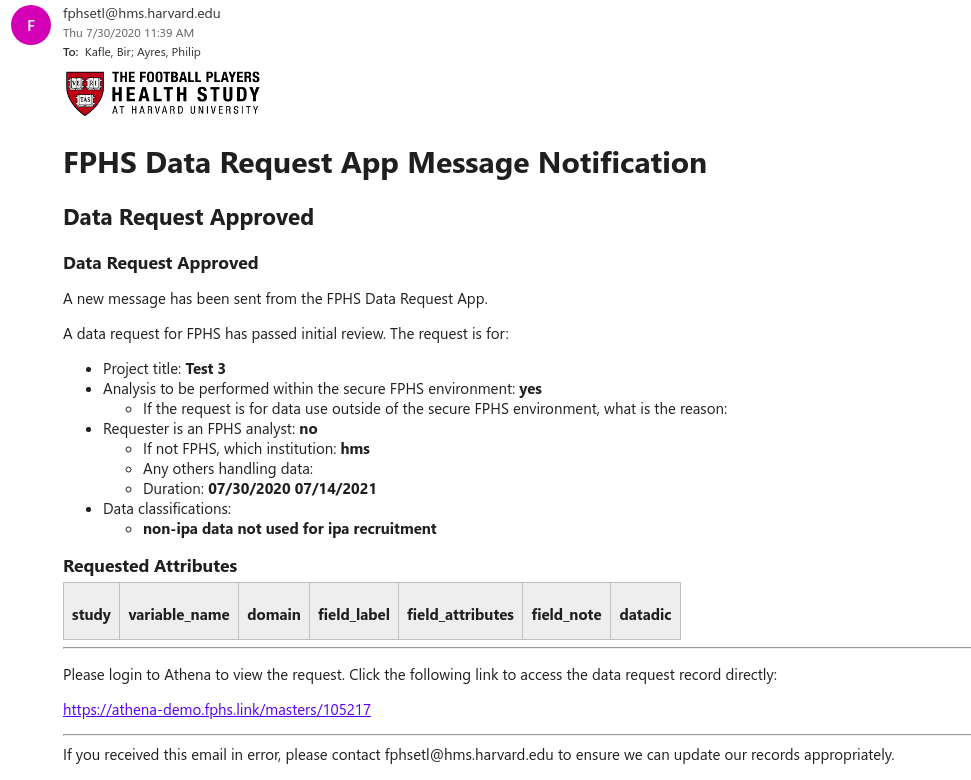 F
fphsetl@hms.harvard.edu
Thu 7/30/2020 11:39 AM
To: Kafle, Bir; Ayres, Philip
VE RI TAS
THE FOOTBALL PLAYERS
HEALTH STUDY
AT HARVARD UNIVERSITY
FPHS Data Request App Message Notification
Data Request Approved
Data Request Approved
A new message has been sent from the FPHS Data Request App.
A data request for FPHS has passed initial review. The request is for:
Project title: Test 3
Analysis to be performed within the secure FPHS environment: yes
If the request is for data use outside of the secure FPHS environment, what is the reason:
Requester is an FPHS analyst: no
If not FPHS, which institution: hms
Any others handling data:
Duration: 07/30/2020 07/14/2021
Data classifications:
non-ipa data not used for ipa recruitment
Requested Attributes
study variable_name domain field_label field_attributes field_note datadic
Please login to Athena to view the request. Click the following link to access the data request record directly:
https://athena-demo.fphs.link/masters/105217
If you received this email in error, please contact fphsetl@hms.harvard.edu to ensure we can update our records appropriately.